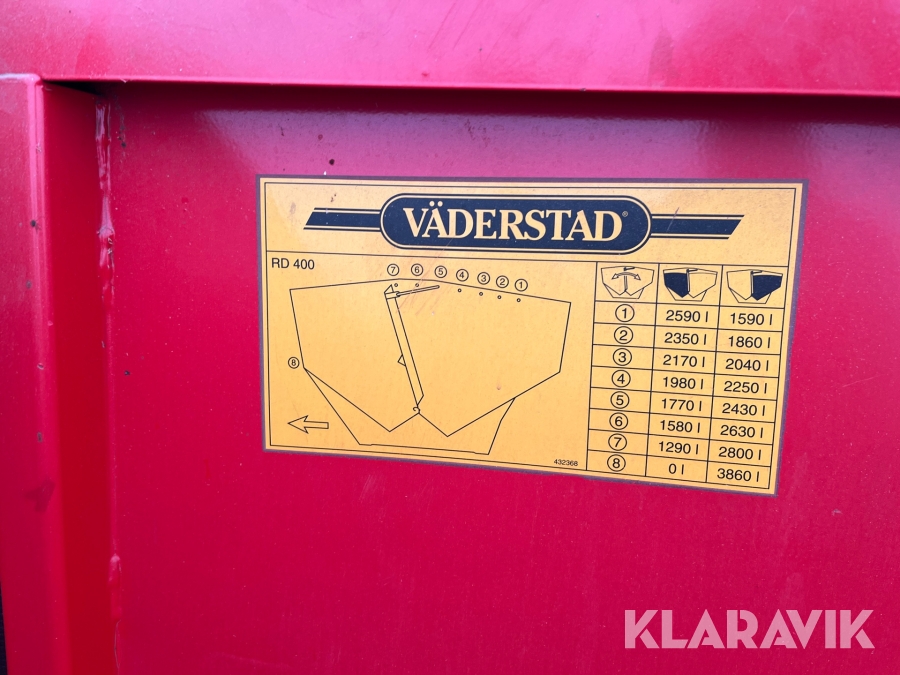 VÄDERSTAD®
RD 400
7 6 5 4 3 2 1
8
432368
1 2590 l 1590 l
2 2350 l 1860 l
3 2170 l 2040 l
4 1980 l 2250 l
5 1770 l 2430 l
6 1580 l 2630 l
7 1290 l 2800 l
8 0 l 3860 l
KLARAVIK